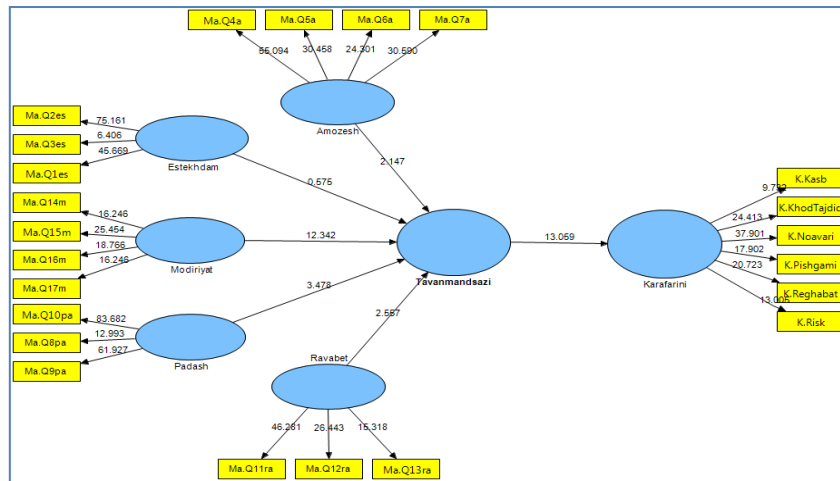 Ma.Q4a
Ma.Q5a
Ma.Q6a
Ma.Q7a
55.094
30.458
24.301
30.590
Amozesh
2.147
Ma.Q2es
Ma.Q3es
Ma.Q1es
75.161
6.406
45.669
Estekhdam
0.575
Ma.Q14m
Ma.Q15m
Ma.Q16m
Ma.Q17m
16.246
25.454
18.766
16.246
Modiriyat
12.342
Ma.Q10pa
Ma.Q8pa
Ma.Q9pa
83.682
12.993
61.927
Padash
3.478
Ravabet
2.557
46.281
26.443
15.318
Ma.Q11ra
Ma.Q12ra
Ma.Q13ra
Tavanmandsazi
13.059
Karafarini
24.413
37.901
17.902
20.723
13.005
K.Kasb
K.KhodTajdic
K.Noavari
K.Pishgami
K.Reghabat
K.Risk